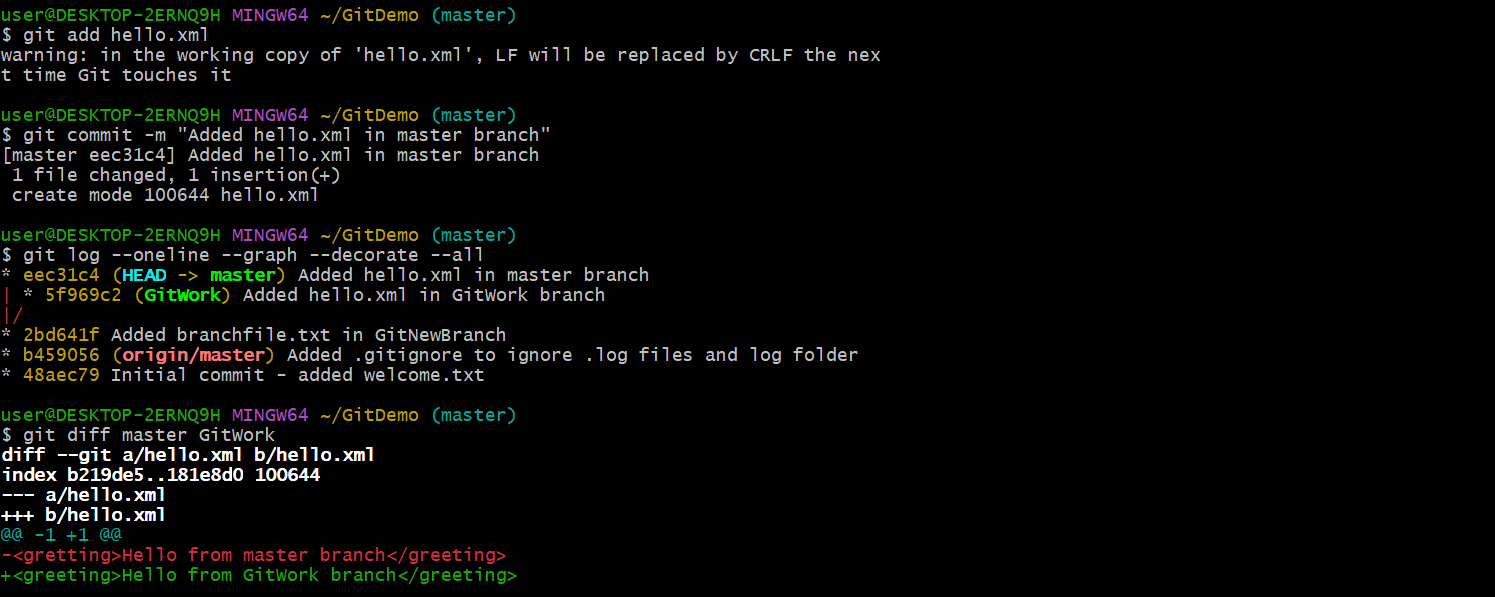 user@DESKTOP-2ERNQ9H MINGW64 ~/GitDemo (master)
$ git add hello.xml
warning: in the working copy of 'hello.xml', LF will be replaced by CRLF the nex
t time Git touches it
user@DESKTOP-2ERNQ9H MINGW64 ~/GitDemo (master)
$ git commit -m "Added hello.xml in master branch"
[master eec31c4] Added hello.xml in master branch
 1 file changed, 1 insertion(+)
 create mode 100644 hello.xml
user@DESKTOP-2ERNQ9H MINGW64 ~/GitDemo (master)
$ git log --oneline --graph --decorate --all
* eec31c4 (HEAD -> master) Added hello.xml in master branch
| * 5f969c2 (GitWork) Added hello.xml in GitWork branch
|/
* 2bd641f Added branchfile.txt in GitNewBranch
* b459056 (origin/master) Added .gitignore to ignore .log files and log folder
* 48aec79 Initial commit - added welcome.txt
user@DESKTOP-2ERNQ9H MINGW64 ~/GitDemo (master)
$ git diff master GitWork
diff --git a/hello.xml b/hello.xml
index b219de5..181e8d0 100644
--- a/hello.xml
+++ b/hello.xml
@@ -1 +1 @@
-<gretting>Hello from master branch</greeting>
+<greeting>Hello from GitWork branch</greeting>